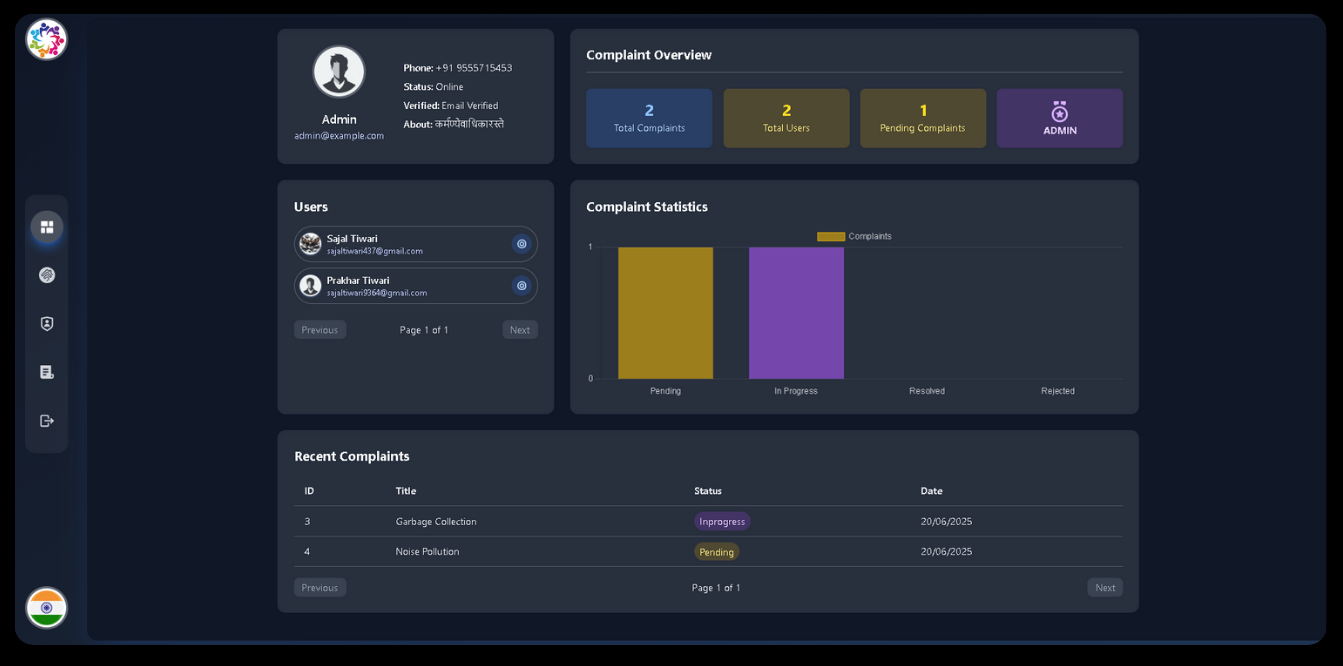 Phone: +91 9555715453
Status: Online
Verified: Email Verified
About: कर्मण्येवाधिकारस्ते
Admin
admin@example.com
Complaint Overview
2
Total Complaints
2
Total Users
1
Pending Complaints
ADMIN
Users
Sajal Tiwari
sajaltiwari437@gmail.com
Prakhar Tiwari
sajaltiwari9364@gmail.com
Previous Page 1 of 1 Next
Complaint Statistics
Complaints
1
0
Pending In Progress Resolved Rejected
Recent Complaints
ID Title Status Date
3 Garbage Collection Inprogress 20/06/2025
4 Noise Pollution Pending 20/06/2025
Previous Page 1 of 1 Next